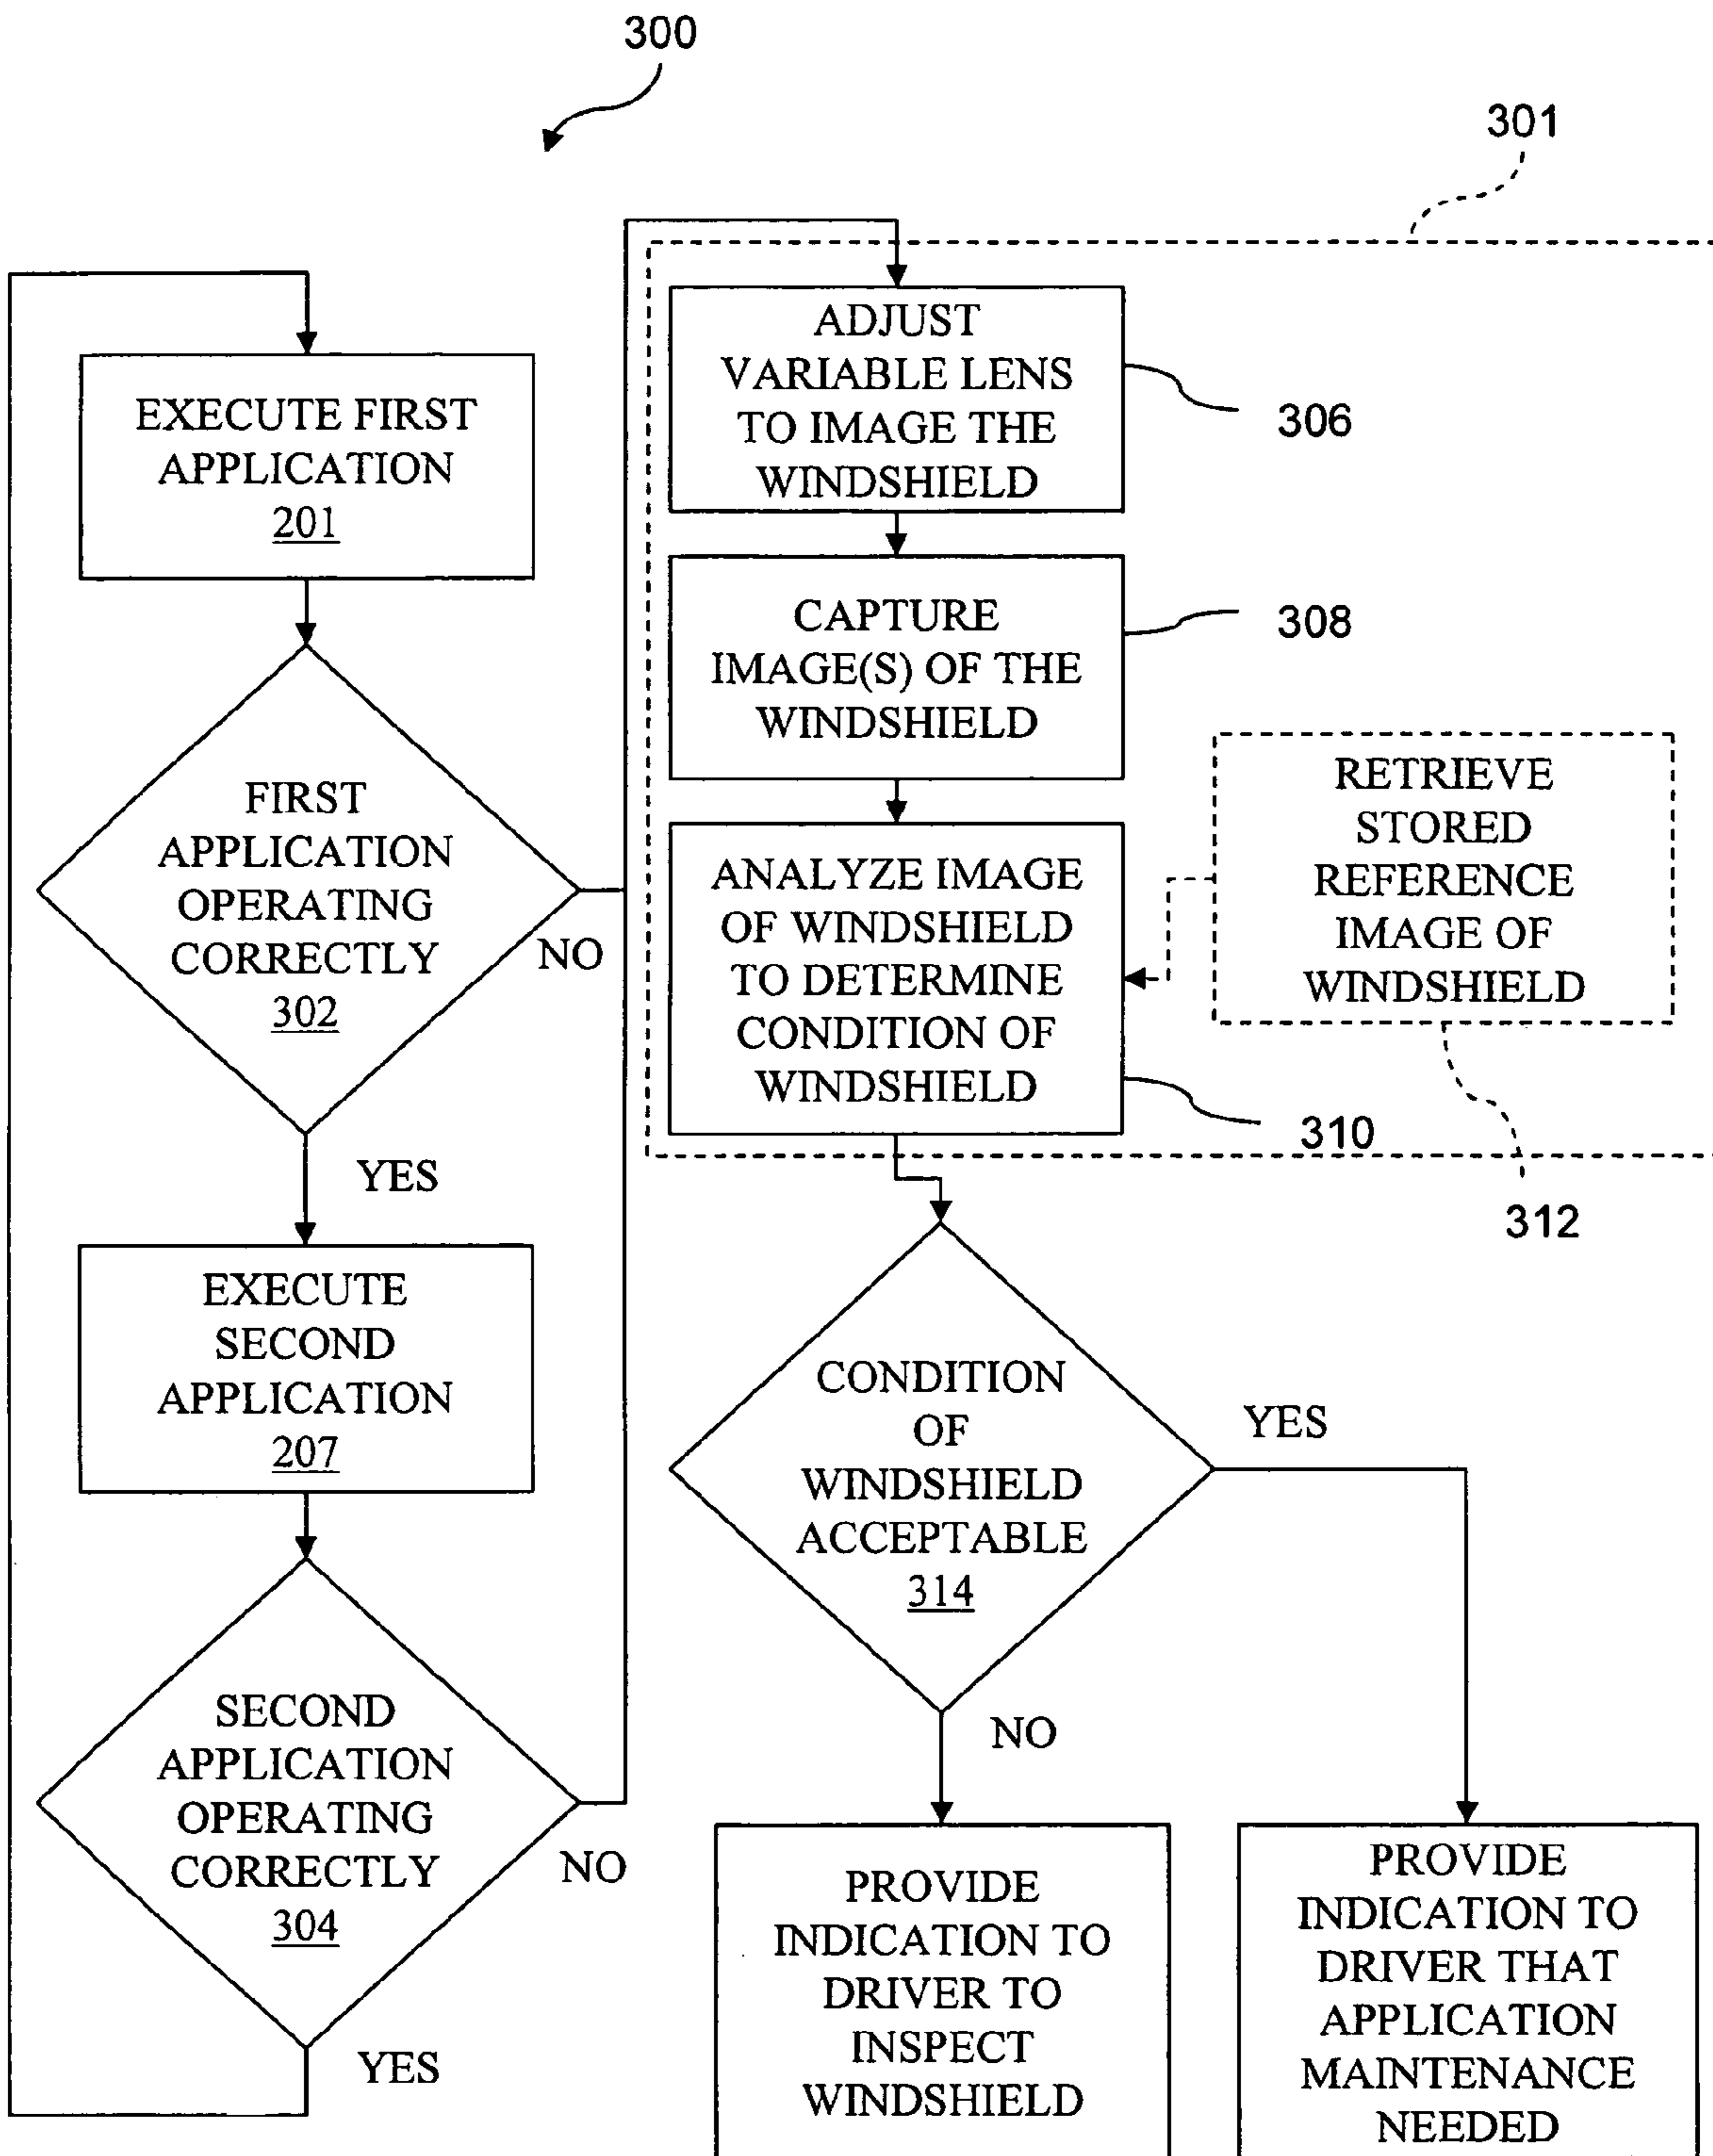 300
301
EXECUTE FIRST
APPLICATION
201
FIRST
APPLICATION
OPERATING
CORRECTLY
302
NO
YES
EXECUTE
SECOND
APPLICATION
207
SECOND
APPLICATION
OPERATING
CORRECTLY
304
NO
YES
ADJUST
VARIABLE LENS
TO IMAGE THE
WINDSHIELD
306
CAPTURE
IMAGE(S) OF THE
WINDSHIELD
308
ANALYZE IMAGE
OF WINDSHIELD
TO DETERMINE
CONDITION OF
WINDSHIELD
310
RETRIEVE
STORED
REFERENCE
IMAGE OF
WINDSHIELD
312
CONDITION
OF
WINDSHIELD
ACCEPTABLE
314
YES
NO
PROVIDE
INDICATION TO
DRIVER TO
INSPECT
WINDSHIELD
PROVIDE
INDICATION TO
DRIVER THAT
APPLICATION
MAINTENANCE
NEEDED